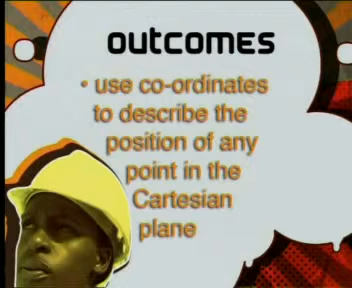 outcomes
• use co-ordinates
to describe the
position of any
point in the
Cartesian
plane